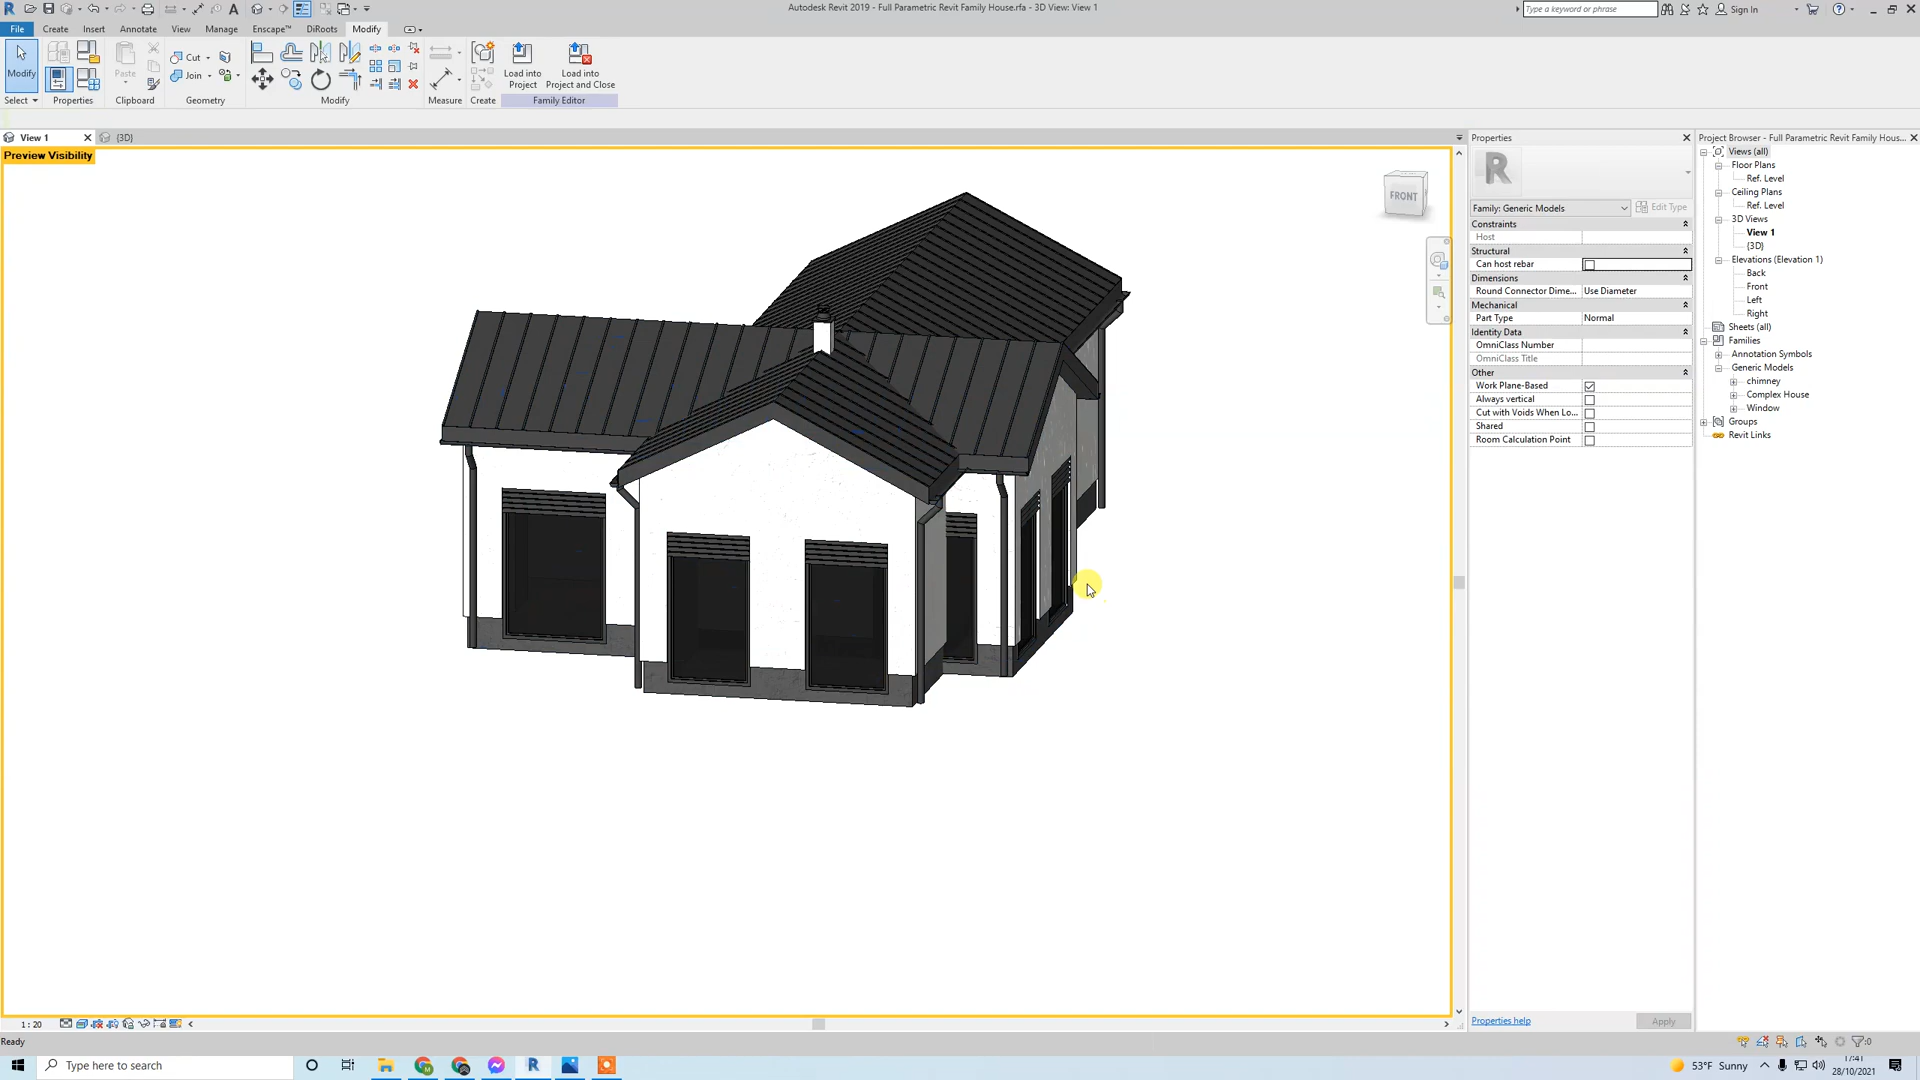 Autodesk Revit 2019 - Full Parametric Revit Family House.rfa - 3D View: View 1
Type a keyword or phrase
Sign In
File Create Insert Annotate View Manage Enscape™ DiRoots Modify
Modify
Paste
Cut
Join
Load into Project
Load into Project and Close
Select Properties Clipboard Geometry Modify Measure Create Family Editor
View 1
{3D}
Preview Visibility
FRONT
Properties
R
Family: Generic Models
Edit Type
Constraints
Host
Structural
Can host rebar
Dimensions
Round Connector Dime... Use Diameter
Mechanical
Part Type Normal
Identity Data
OmniClass Number
OmniClass Title
Other
Work Plane-Based
Always vertical
Cut with Voids When Lo...
Shared
Room Calculation Point
Properties help
Apply
Project Browser - Full Parametric Revit Family Hous...
Views (all)
Floor Plans
Ref. Level
Ceiling Plans
Ref. Level
3D Views
View 1
{3D}
Elevations (Elevation 1)
Back
Front
Left
Right
Sheets (all)
Families
Annotation Symbols
Generic Models
chimney
Complex House
Window
Groups
Revit Links
1 : 20
Ready
:0
Type here to search
53°F Sunny
17:41
28/10/2021